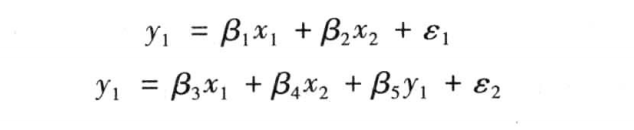 y₁ = β₁x₁ + β₂x₂ + ε₁
y₁ = β₃x₁ + β₄x₂ + β₅y₁ + ε₂